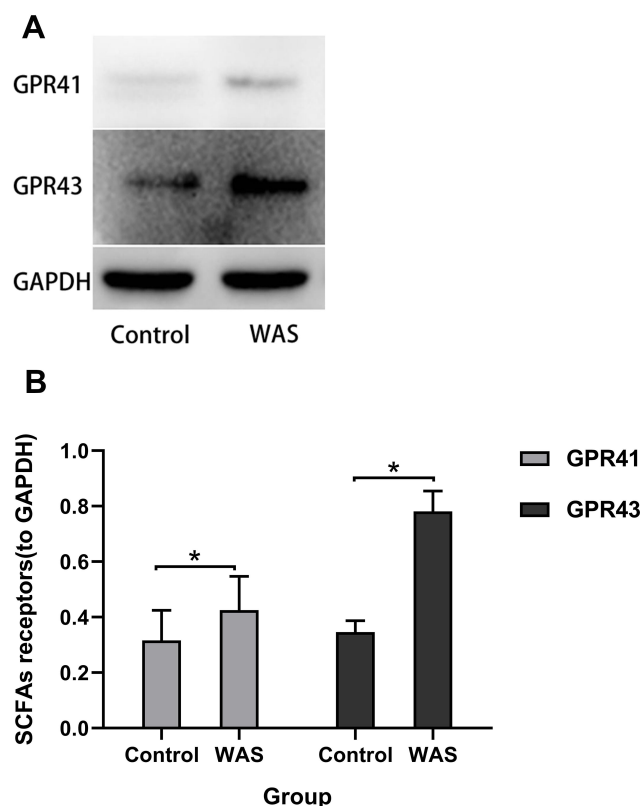 A
GPR41
GPR43
GAPDH
Control WAS
B
SCFAs receptors(to GAPDH)
1.0
0.8
0.6
0.4
0.2
0.0
*
*
Control WAS Control WAS
Group
GPR41
GPR43